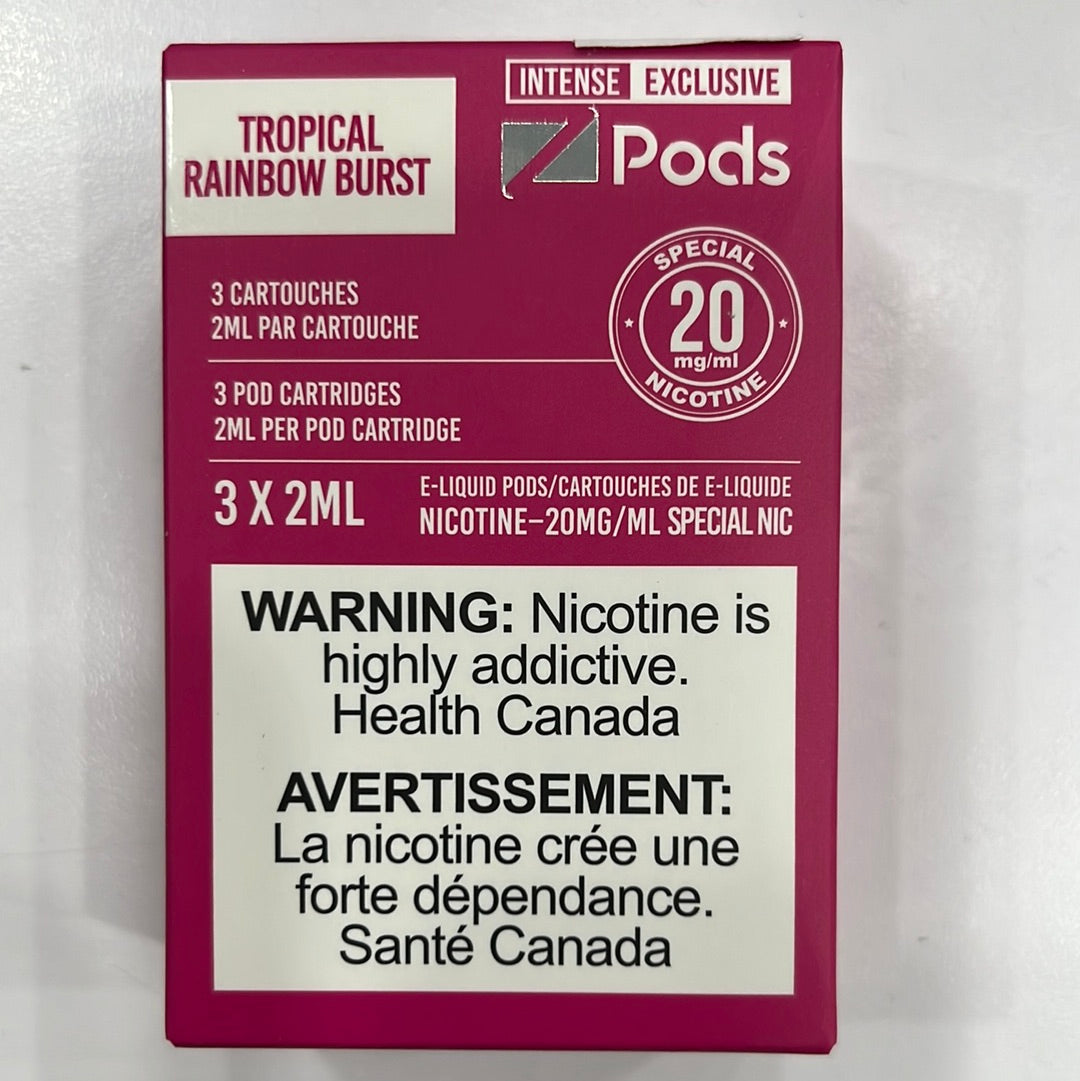 INTENSE EXCLUSIVE
Z Pods
TROPICAL
RAINBOW BURST
SPECIAL
20
mg/ml
NICOTINE
3 CARTOUCHES
2ML PAR CARTOUCHE
3 POD CARTRIDGES
2ML PER POD CARTRIDGE
3 X 2ML
E-LIQUID PODS/CARTOUCHES DE E-LIQUIDE
NICOTINE–20MG/ML SPECIAL NIC
WARNING: Nicotine is
highly addictive.
Health Canada
AVERTISSEMENT:
La nicotine crée une
forte dépendance.
Santé Canada